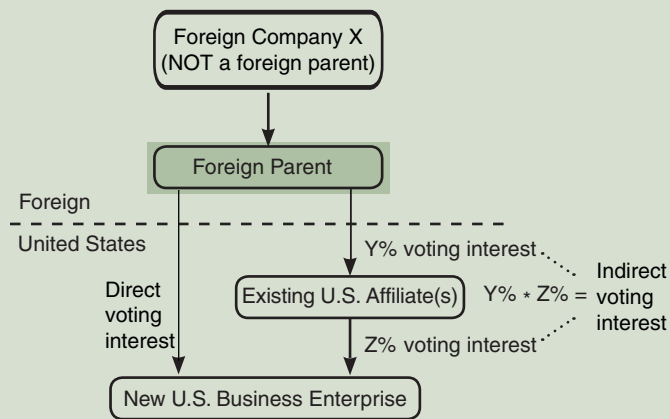 Foreign Company X
(NOT a foreign parent)
Foreign Parent
Foreign
United States
Direct
voting
interest
Y% voting interest
Existing U.S. Affiliate(s)
Y% * Z% =
Indirect
voting
interest
Z% voting interest
New U.S. Business Enterprise